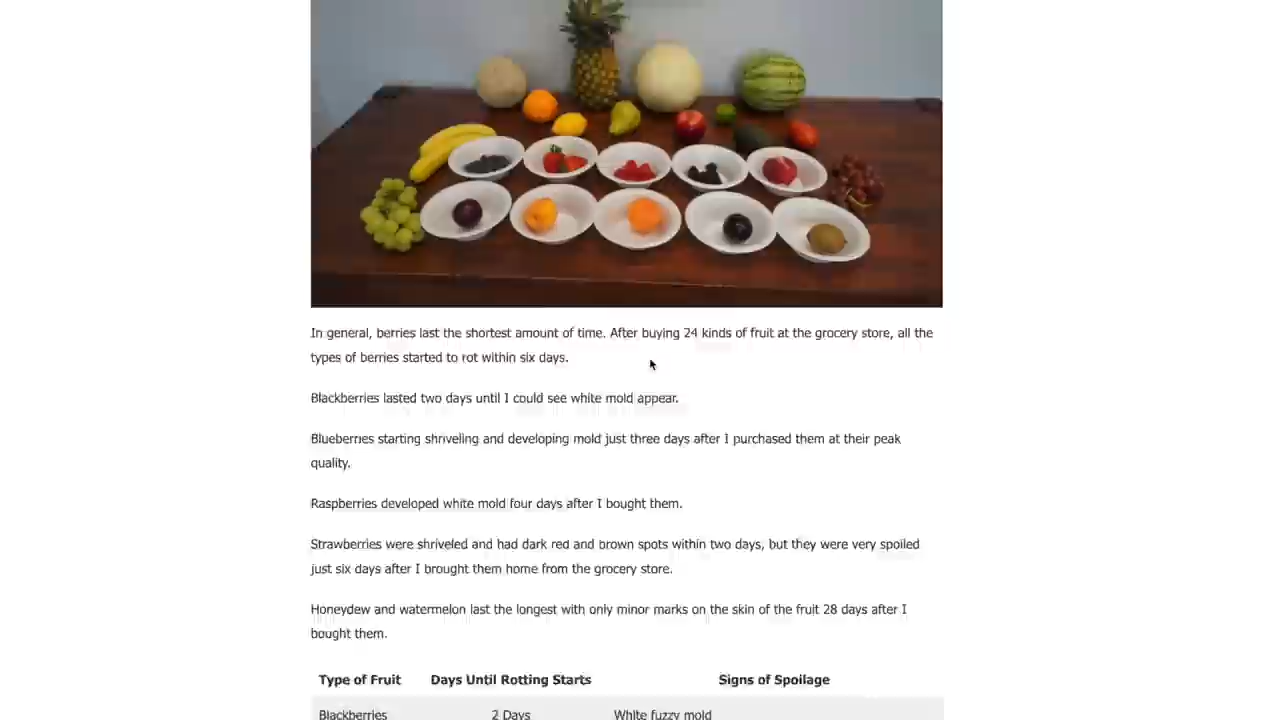 In general, berries last the shortest amount of time. After buying 24 kinds of fruit at the grocery store, all the
types of berries started to rot within six days.
Blackberries lasted two days until I could see white mold appear.
Blueberries starting shriveling and developing mold just three days after I purchased them at their peak
quality.
Raspberries developed white mold four days after I bought them.
Strawberries were shriveled and had dark red and brown spots within two days, but they were very spoiled
just six days after I brought them home from the grocery store.
Honeydew and watermelon last the longest with only minor marks on the skin of the fruit 28 days after I
bought them.
Type of Fruit Days Until Rotting Starts Signs of Spoilage
Blackberries 2 Days White fuzzy mold